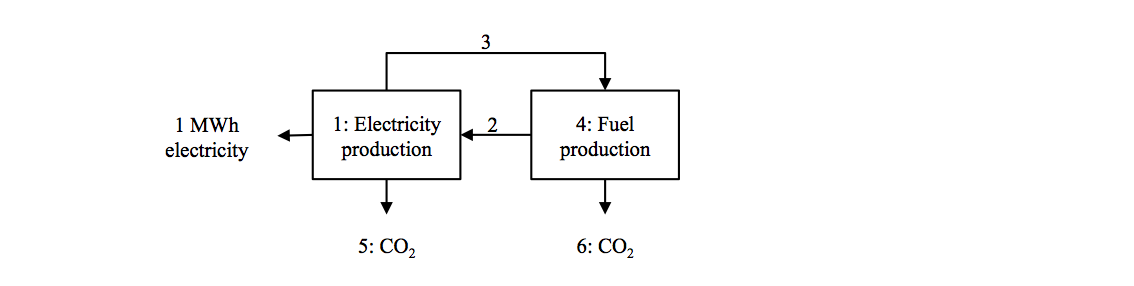 3
1 MWh
electricity
1: Electricity
production
2
4: Fuel
production
5: CO₂
6: CO₂